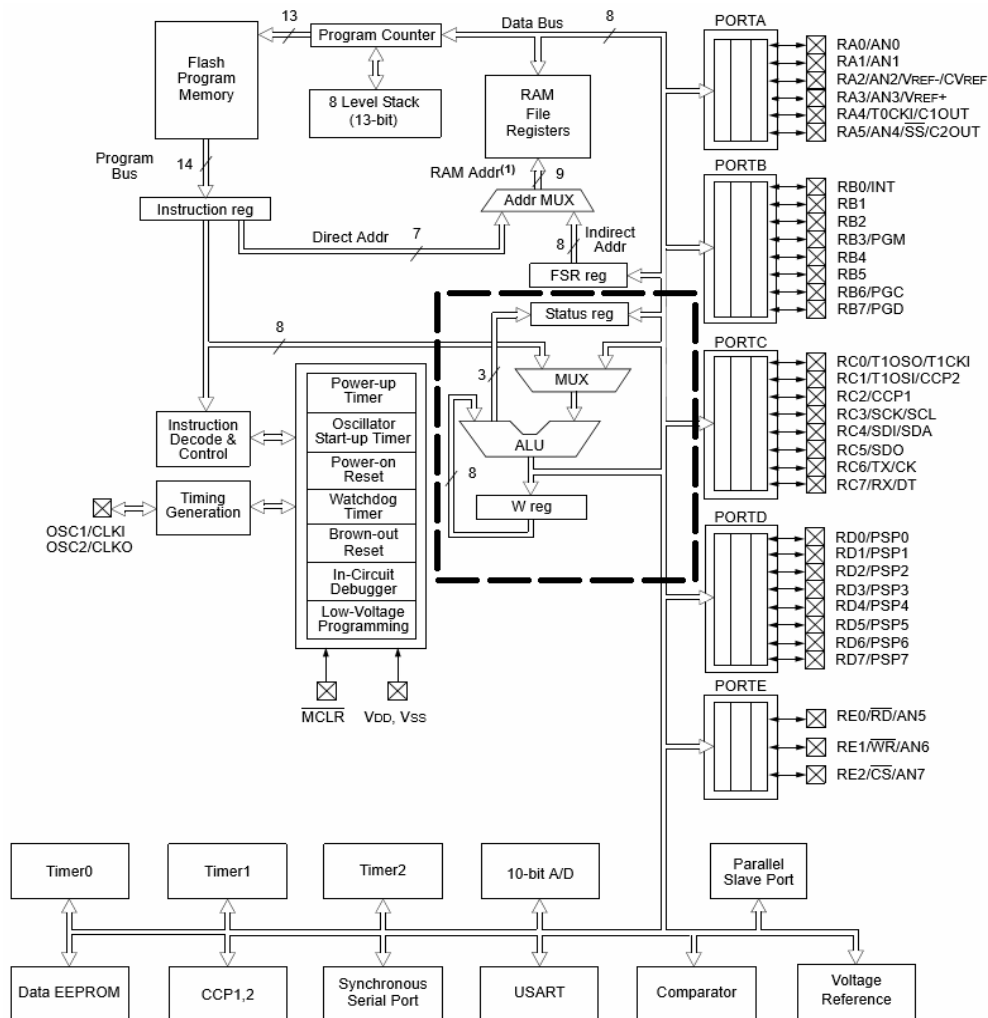 13
Program Counter
Data Bus
8
PORTA
Flash
Program
Memory
8 Level Stack
(13-bit)
RAM
File
Registers
RA0/AN0
RA1/AN1
RA2/AN2/VREF-/CVREF
RA3/AN3/VREF+
RA4/T0CKI/C1OUT
RA5/AN4/SS/C2OUT
Program
Bus
14
RAM Addr(1)
9
PORTB
Instruction reg
Addr MUX
Direct Addr
7
8
Indirect
Addr
FSR reg
RB0/INT
RB1
RB2
RB3/PGM
RB4
RB5
RB6/PGC
RB7/PGD
Status reg
8
3
MUX
PORTC
RC0/T1OSO/T1CKI
RC1/T1OSI/CCP2
RC2/CCP1
RC3/SCK/SCL
RC4/SDI/SDA
RC5/SDO
RC6/TX/CK
RC7/RX/DT
Power-up
Timer
Oscillator
Start-up Timer
Power-on
Reset
Watchdog
Timer
Brown-out
Reset
In-Circuit
Debugger
Low-Voltage
Programming
Instruction
Decode &
Control
ALU
8
W reg
Timing
Generation
OSC1/CLKI
OSC2/CLKO
PORTD
RD0/PSP0
RD1/PSP1
RD2/PSP2
RD3/PSP3
RD4/PSP4
RD5/PSP5
RD6/PSP6
RD7/PSP7
MCLR
VDD, VSS
PORTE
RE0/RD/AN5
RE1/WR/AN6
RE2/CS/AN7
Timer0
Timer1
Timer2
10-bit A/D
Parallel
Slave Port
Data EEPROM
CCP1,2
Synchronous
Serial Port
USART
Comparator
Voltage
Reference